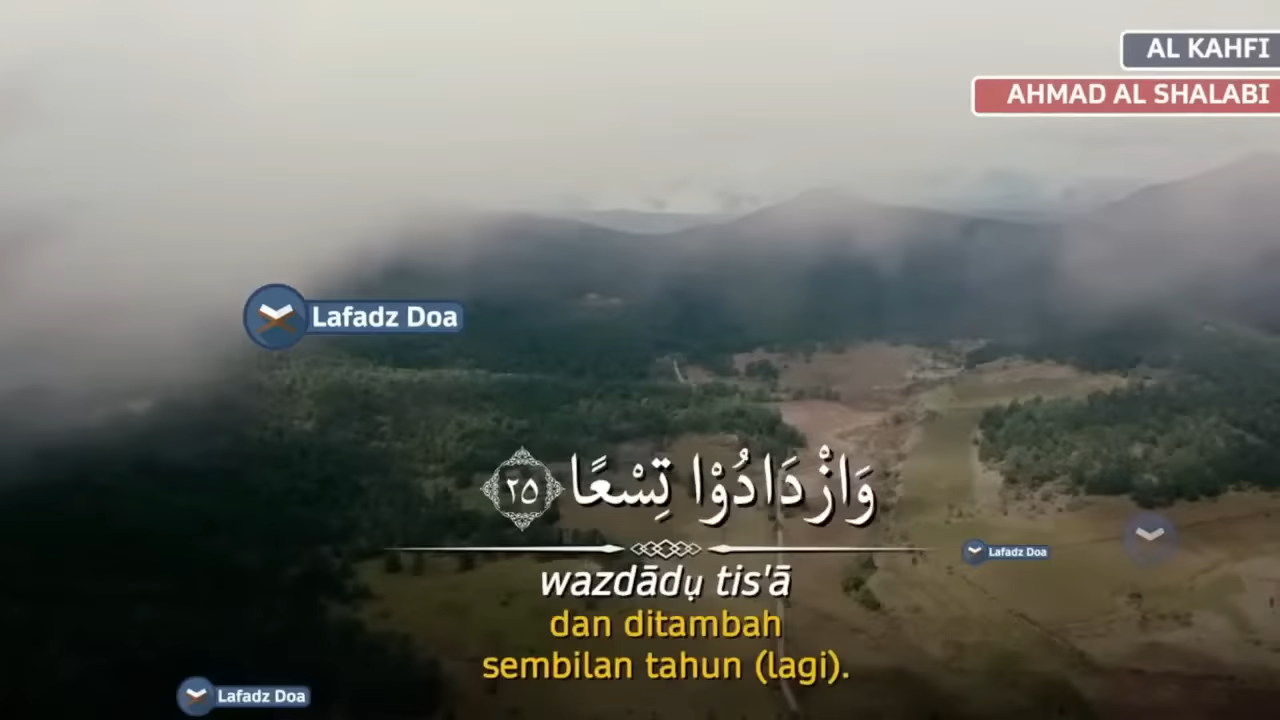 AL KAHFI
AHMAD AL SHALABI
Lafadz Doa
وَازْدَادُوْا تِسْعًا ٢٥
Lafadz Doa
wazdādụ tis'ā
dan ditambah
sembilan tahun (lagi).
Lafadz Doa